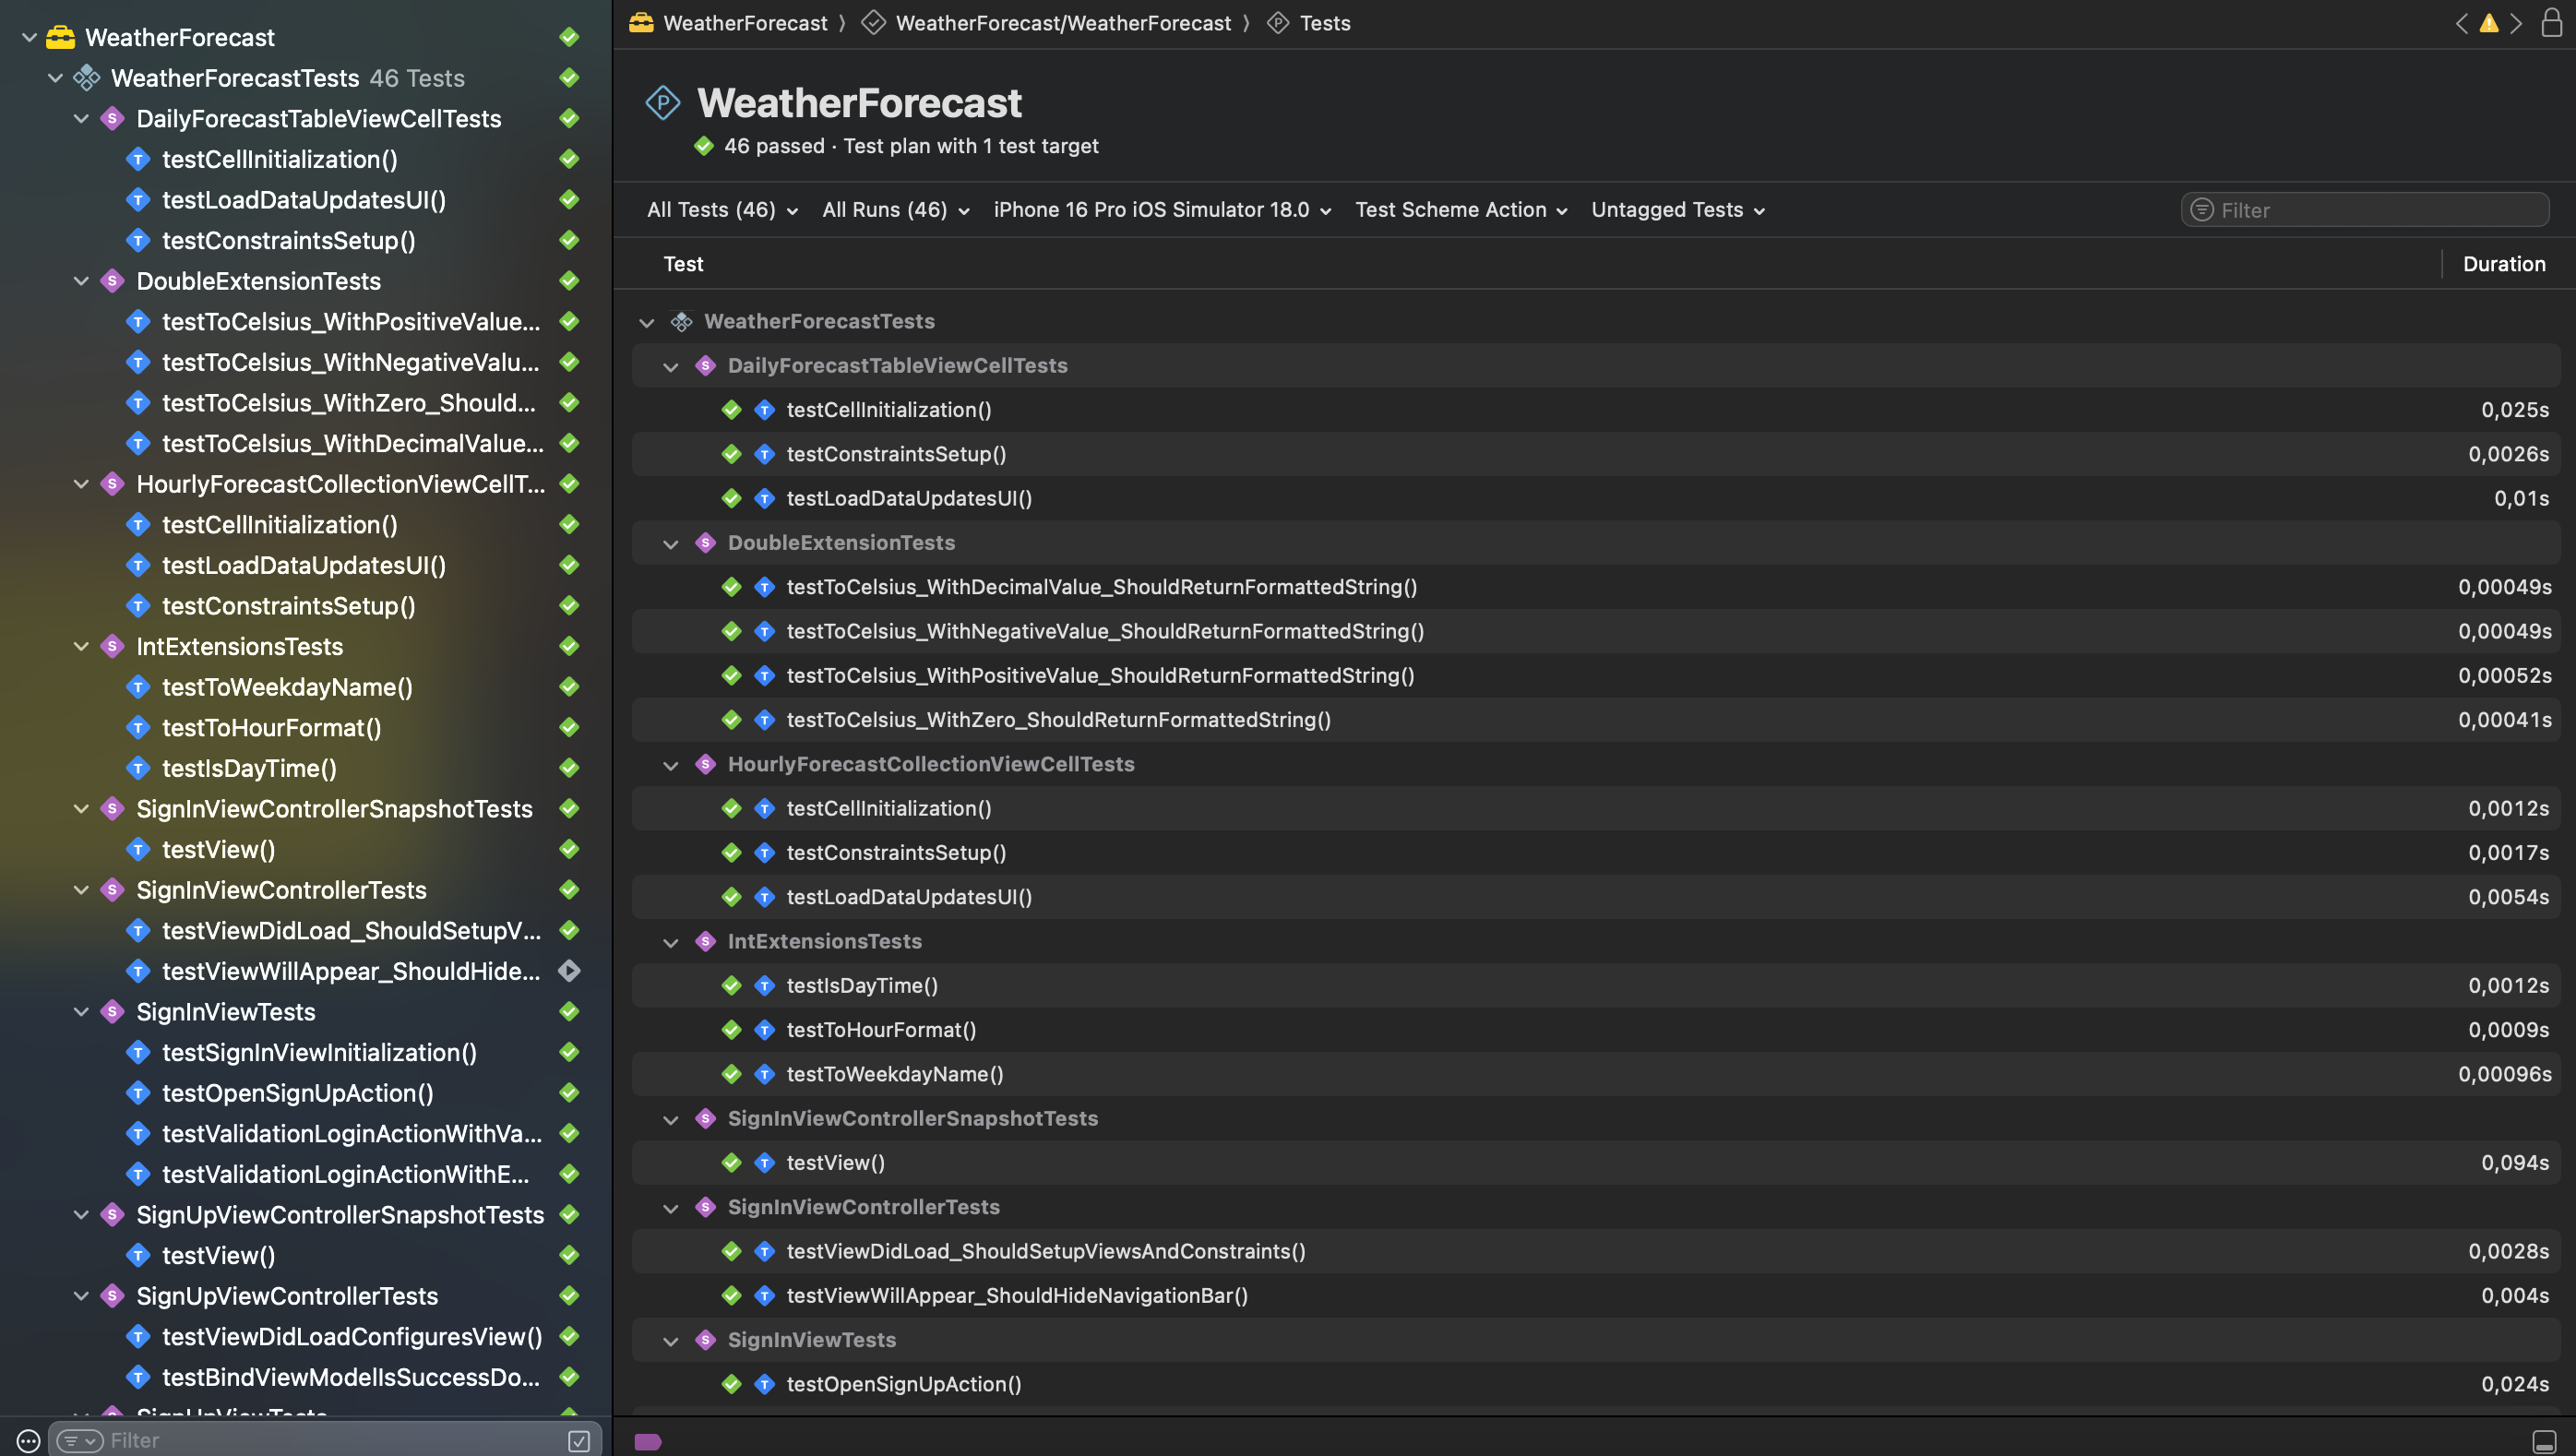 WeatherForecast
WeatherForecastTests 46 Tests
DailyForecastTableViewCellTests
testCellInitialization()
testLoadDataUpdatesUI()
testConstraintsSetup()
DoubleExtensionTests
testToCelsius_WithPositiveValue...
testToCelsius_WithNegativeValu...
testToCelsius_WithZero_Should...
testToCelsius_WithDecimalValue...
HourlyForecastCollectionViewCellT...
testCellInitialization()
testLoadDataUpdatesUI()
testConstraintsSetup()
IntExtensionsTests
testToWeekdayName()
testToHourFormat()
testIsDayTime()
SignInViewControllerSnapshotTests
testView()
SignInViewControllerTests
testViewDidLoad_ShouldSetupV...
testViewWillAppear_ShouldHide...
SignInViewTests
testSignInViewInitialization()
testOpenSignUpAction()
testValidationLoginActionWithVa...
testValidationLoginActionWithE...
SignUpViewControllerSnapshotTests
testView()
SignUpViewControllerTests
testViewDidLoadConfiguresView()
testBindViewModelIsSuccessDo...
SignUpViewTests
Filter
WeatherForecast ⟩ WeatherForecast/WeatherForecast ⟩ Tests
WeatherForecast
46 passed · Test plan with 1 test target
All Tests (46) All Runs (46) iPhone 16 Pro iOS Simulator 18.0 Test Scheme Action Untagged Tests Filter
Test Duration
WeatherForecastTests
DailyForecastTableViewCellTests
testCellInitialization() 0,025s
testConstraintsSetup() 0,0026s
testLoadDataUpdatesUI() 0,01s
DoubleExtensionTests
testToCelsius_WithDecimalValue_ShouldReturnFormattedString() 0,00049s
testToCelsius_WithNegativeValue_ShouldReturnFormattedString() 0,00049s
testToCelsius_WithPositiveValue_ShouldReturnFormattedString() 0,00052s
testToCelsius_WithZero_ShouldReturnFormattedString() 0,00041s
HourlyForecastCollectionViewCellTests
testCellInitialization() 0,0012s
testConstraintsSetup() 0,0017s
testLoadDataUpdatesUI() 0,0054s
IntExtensionsTests
testIsDayTime() 0,0012s
testToHourFormat() 0,0009s
testToWeekdayName() 0,00096s
SignInViewControllerSnapshotTests
testView() 0,094s
SignInViewControllerTests
testViewDidLoad_ShouldSetupViewsAndConstraints() 0,0028s
testViewWillAppear_ShouldHideNavigationBar() 0,004s
SignInViewTests
testOpenSignUpAction() 0,024s